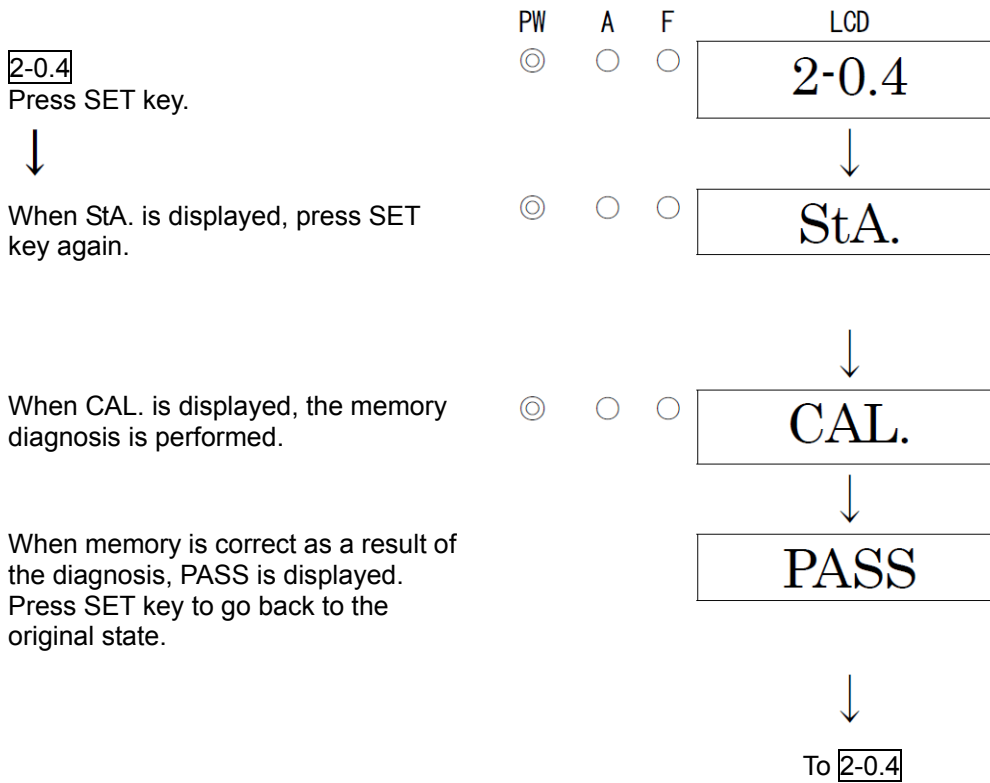 PW A F LCD
2-0.4
Press SET key.
2-0.4
When StA. is displayed, press SET
key again.
StA.
When CAL. is displayed, the memory
diagnosis is performed.
CAL.
When memory is correct as a result of
the diagnosis, PASS is displayed.
Press SET key to go back to the
original state.
PASS
To 2-0.4